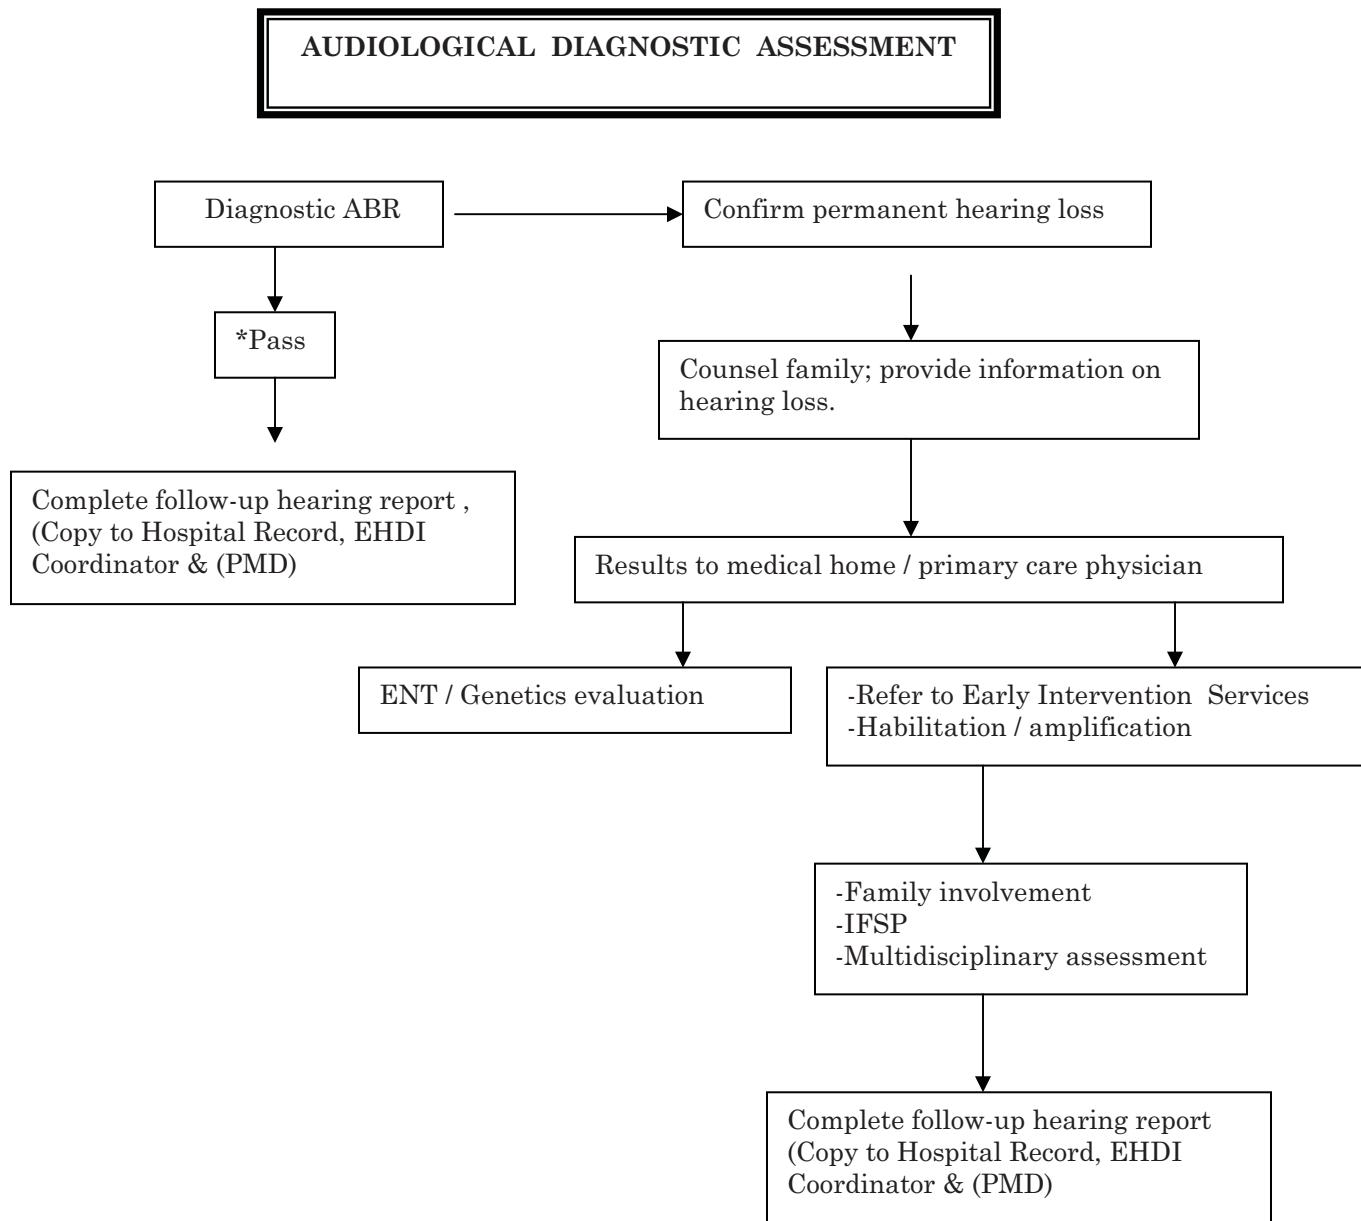 AUDIOLOGICAL DIAGNOSTIC ASSESSMENT
Diagnostic ABR
Confirm permanent hearing loss
*Pass
Counsel family; provide information on
hearing loss.
Complete follow-up hearing report ,
(Copy to Hospital Record, EHDI
Coordinator & (PMD)
Results to medical home / primary care physician
ENT / Genetics evaluation
-Refer to Early Intervention Services
-Habilitation / amplification
-Family involvement
-IFSP
-Multidisciplinary assessment
Complete follow-up hearing report
(Copy to Hospital Record, EHDI
Coordinator & (PMD)